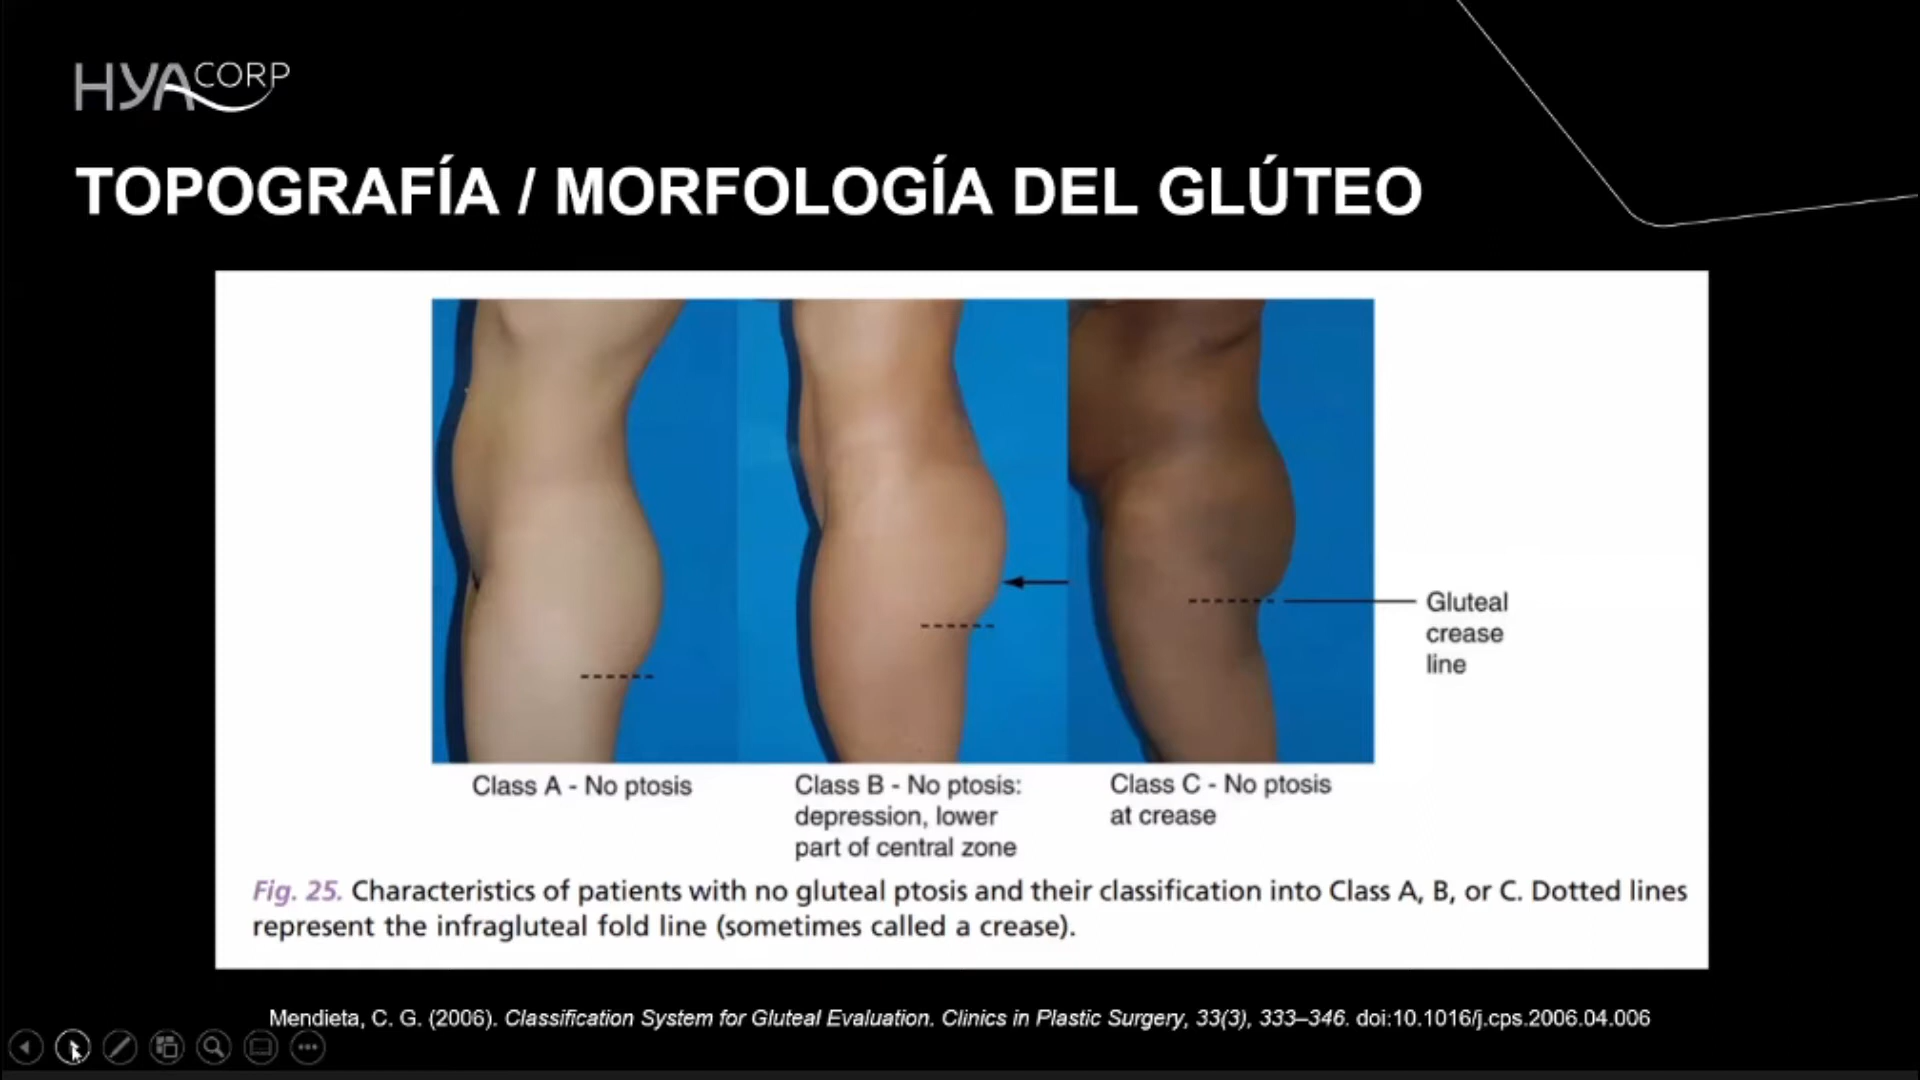 HYACORP
TOPOGRAFÍA / MORFOLOGÍA DEL GLÚTEO
Gluteal
crease
line
Class A - No ptosis
Class B - No ptosis:
depression, lower
part of central zone
Class C - No ptosis
at crease
Fig. 25. Characteristics of patients with no gluteal ptosis and their classification into Class A, B, or C. Dotted lines
represent the infragluteal fold line (sometimes called a crease).
Mendieta, C. G. (2006). Classification System for Gluteal Evaluation. Clinics in Plastic Surgery, 33(3), 333–346. doi:10.1016/j.cps.2006.04.006